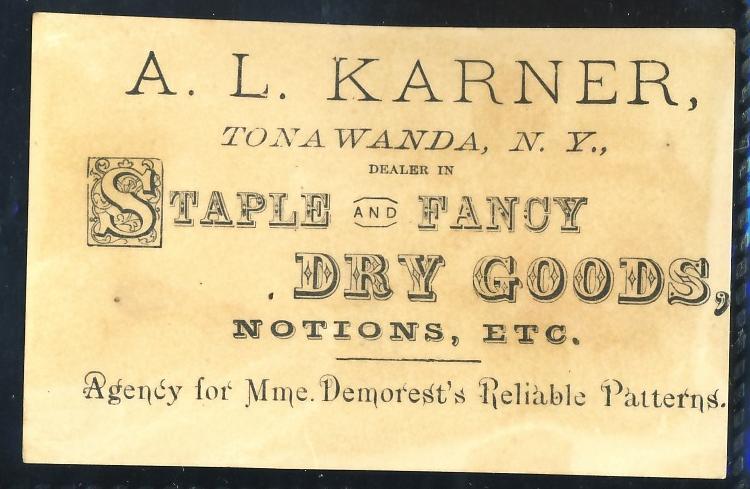 A. L. KARNER,
TONAWANDA, N. Y.,
DEALER IN
STAPLE AND FANCY
DRY GOODS,
NOTIONS, ETC.
Agency for Mme. Demorest's Reliable Patterns.